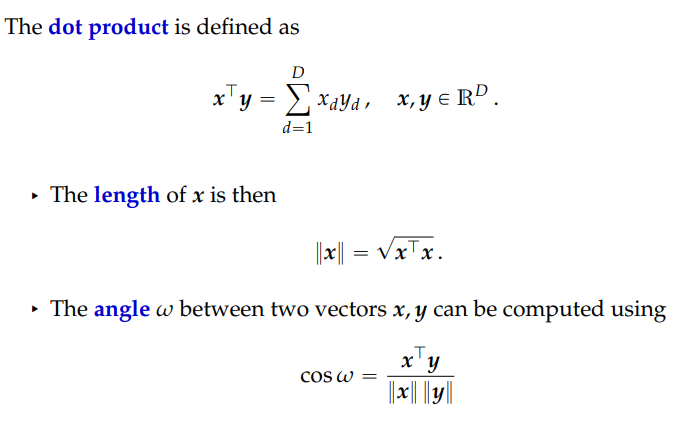 The dot product is defined as
x⊤y = ∑_{d=1}^{D} x_d y_d , x, y ∈ ℝ^D .
‣ The length of x is then
‖x‖ = √(x⊤x) .
‣ The angle ω between two vectors x, y can be computed using
cos ω = x⊤y / (‖x‖ ‖y‖)